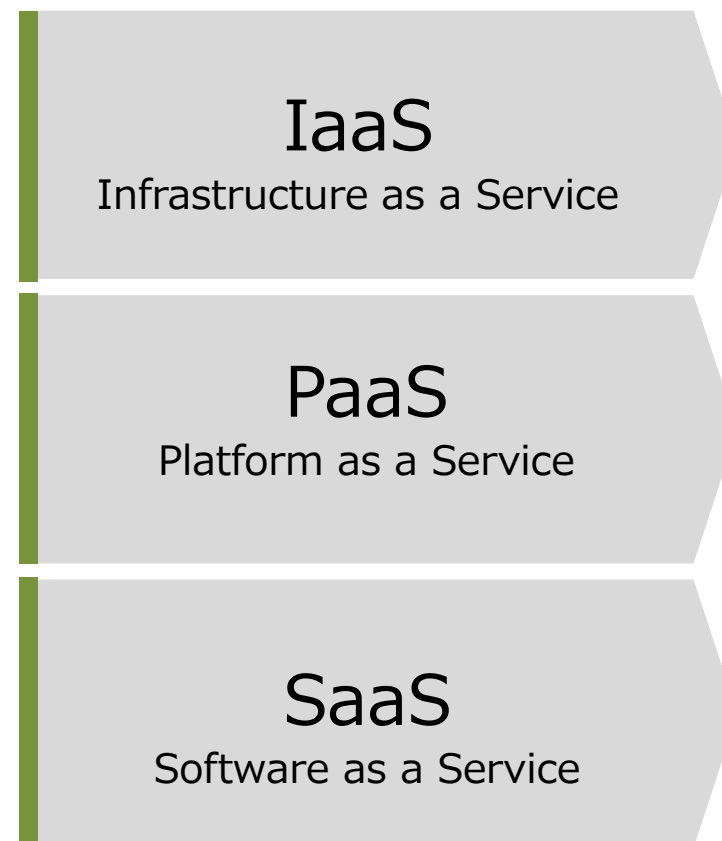 IaaS
Infrastructure as a Service
PaaS
Platform as a Service
SaaS
Software as a Service